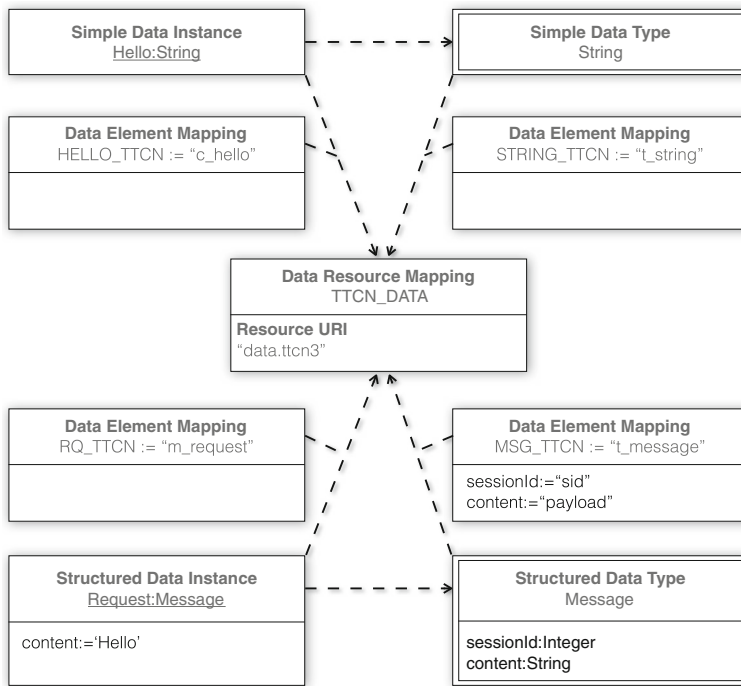 Simple Data Instance
Hello:String
Simple Data Type
String
Data Element Mapping
HELLO_TTCN := “c_hello”
Data Element Mapping
STRING_TTCN := “t_string”
Data Resource Mapping
TTCN_DATA
Resource URI
“data.ttcn3”
Data Element Mapping
RQ_TTCN := “m_request”
Data Element Mapping
MSG_TTCN := “t_message”
sessionId:=“sid”
content:=“payload”
Structured Data Instance
Request:Message
content:=‘Hello’
Structured Data Type
Message
sessionId:Integer
content:String